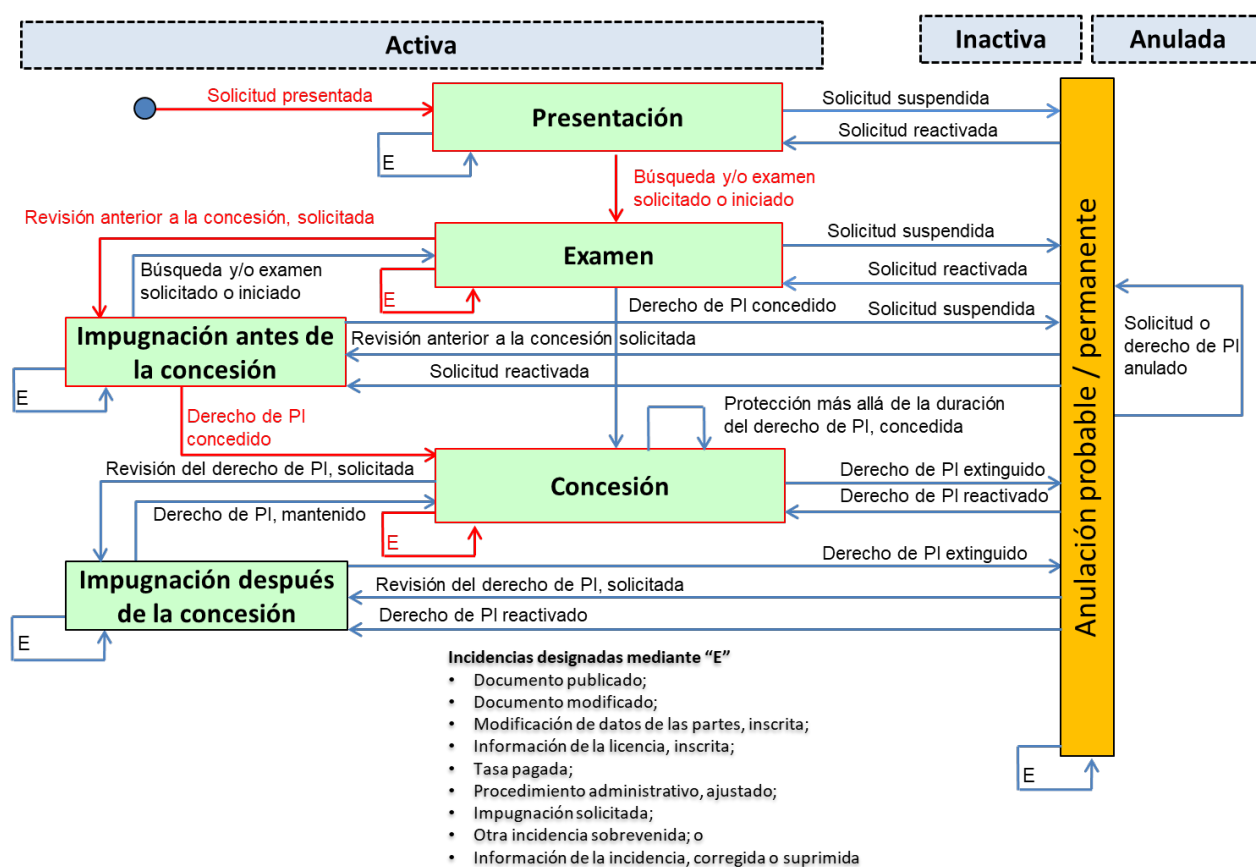 Activa
Inactiva
Anulada
Solicitud presentada
Presentación
Solicitud suspendida
Solicitud reactivada
E
Búsqueda y/o examen
solicitado o iniciado
Revisión anterior a la concesión, solicitada
Examen
Solicitud suspendida
Solicitud reactivada
Búsqueda y/o examen
solicitado o iniciado
E
Derecho de PI concedido
Solicitud suspendida
Impugnación antes de
la concesión
Revisión anterior a la concesión solicitada
Solicitud reactivada
E
Solicitud o
derecho de PI
anulado
Anulación probable / permanente
Derecho de PI
concedido
Protección más allá de la duración
del derecho de PI, concedida
Revisión del derecho de PI, solicitada
Concesión
Derecho de PI extinguido
Derecho de PI reactivado
Derecho de PI, mantenido
E
Derecho de PI extinguido
Impugnación después
de la concesión
Revisión del derecho de PI, solicitada
Derecho de PI reactivado
E
Incidencias designadas mediante “E”
• Documento publicado;
• Documento modificado;
• Modificación de datos de las partes, inscrita;
• Información de la licencia, inscrita;
• Tasa pagada;
• Procedimiento administrativo, ajustado;
• Impugnación solicitada;
• Otra incidencia sobrevenida; o
• Información de la incidencia, corregida o suprimida
E